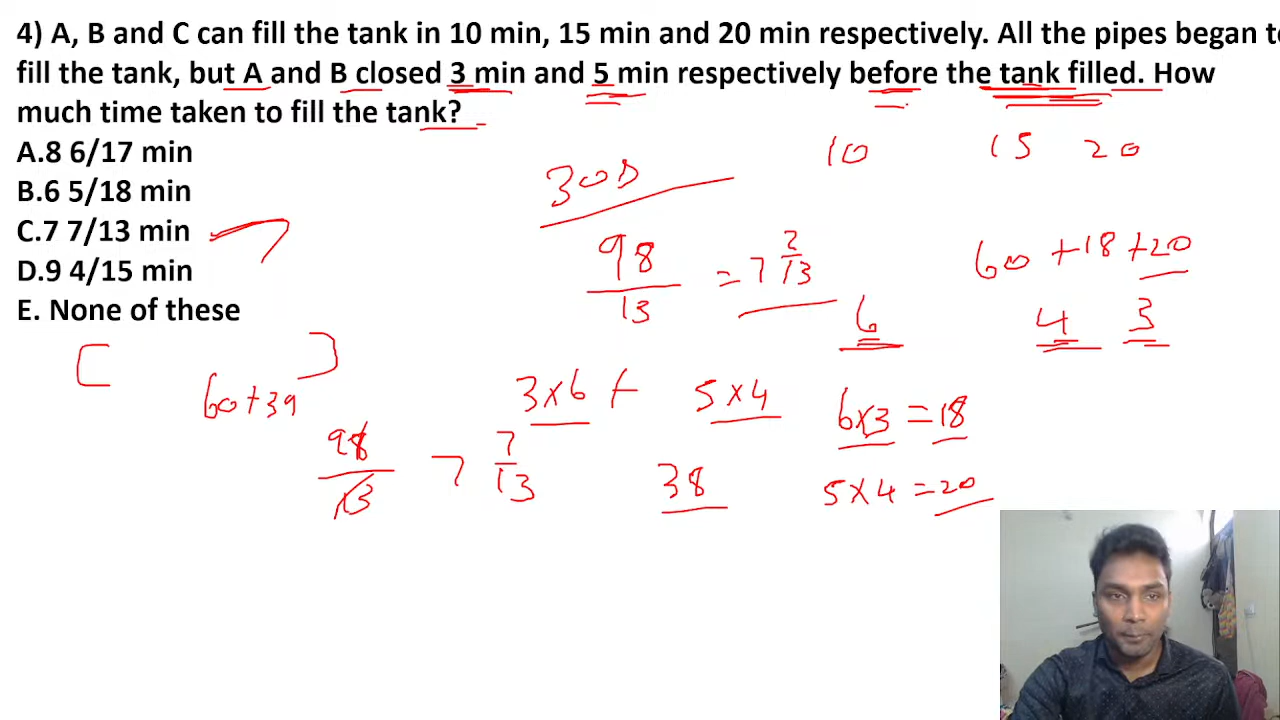 4) A, B and C can fill the tank in 10 min, 15 min and 20 min respectively. All the pipes began to
fill the tank, but A and B closed 3 min and 5 min respectively before the tank filled. How
much time taken to fill the tank?
A.8 6/17 min
B.6 5/18 min
C.7 7/13 min
D.9 4/15 min
E. None of these
10 15 20
60 +18 +20
98/13 = 7 7/13
6 4 3
60+39
3×6 + 5×4
6×3 = 18
98/13 7 7/13
38
5×4 = 20